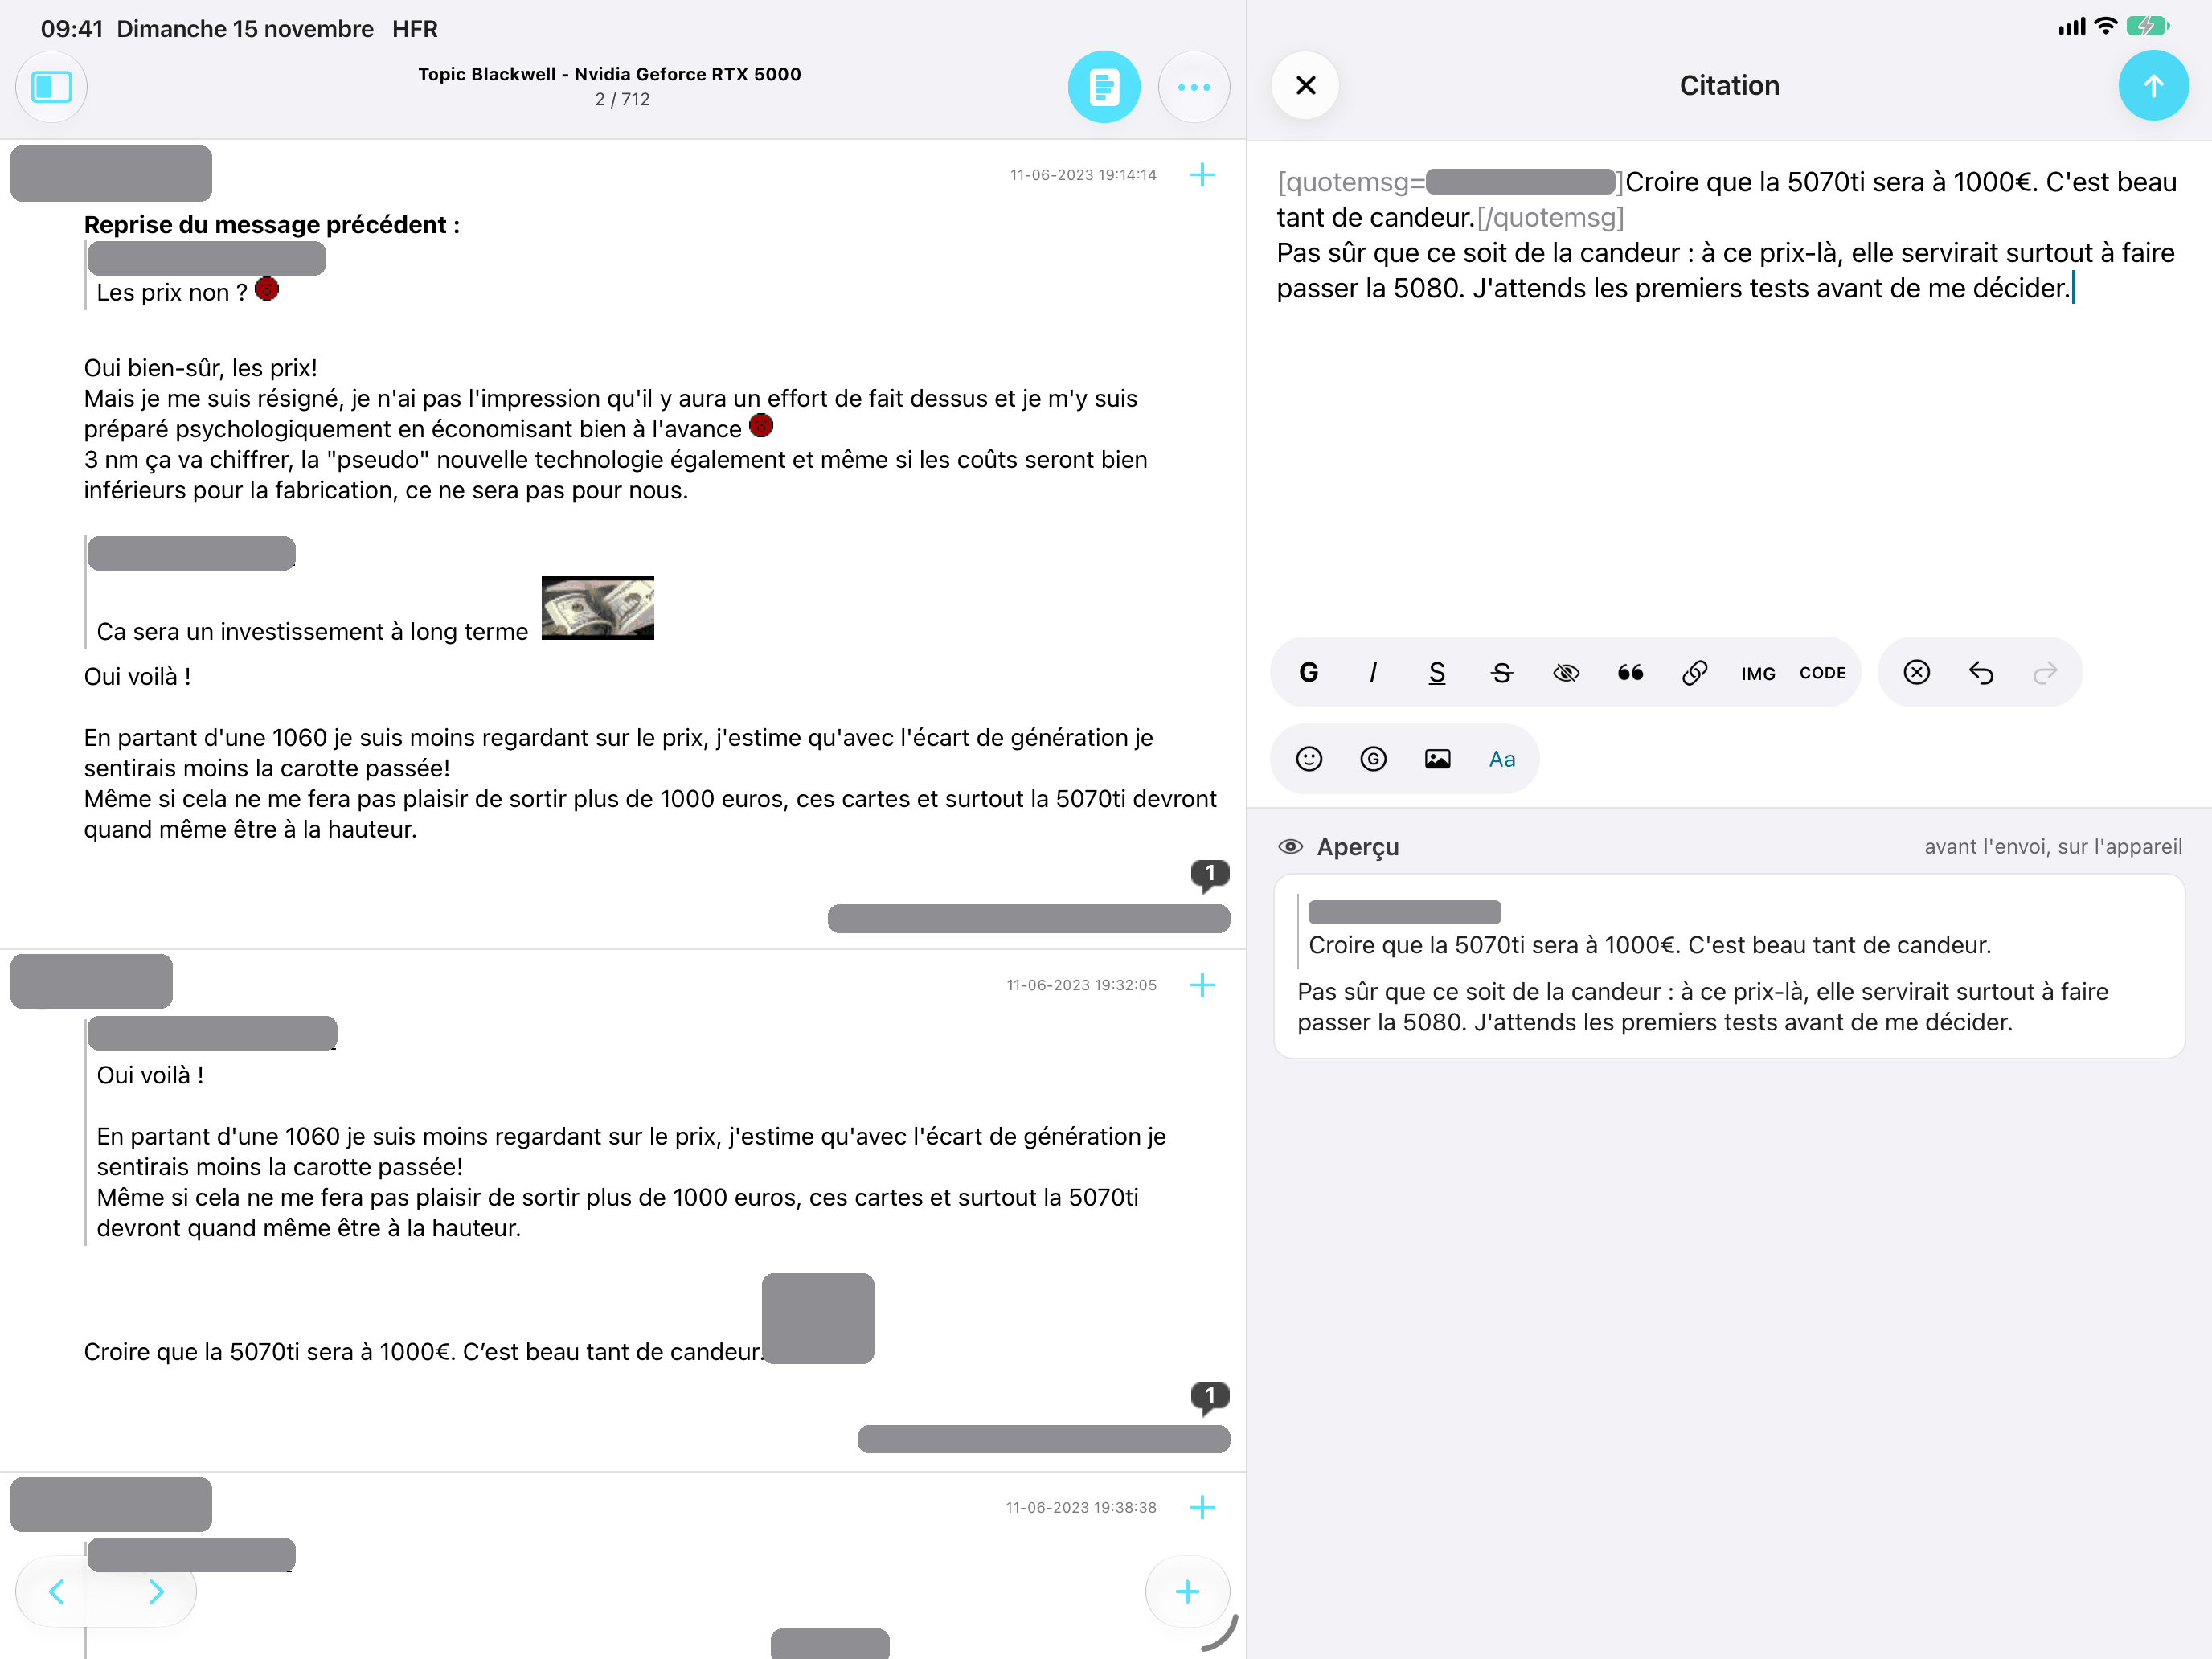 09:41 Dimanche 15 novembre HFR
Topic Blackwell - Nvidia Geforce RTX 5000
2 / 712
11-06-2023 19:14:14
Reprise du message précédent :
Les prix non ?
Oui bien-sûr, les prix!
Mais je me suis résigné, je n'ai pas l'impression qu'il y aura un effort de fait dessus et je m'y suis
préparé psychologiquement en économisant bien à l'avance
3 nm ça va chiffrer, la "pseudo" nouvelle technologie également et même si les coûts seront bien
inférieurs pour la fabrication, ce ne sera pas pour nous.
Ca sera un investissement à long terme
Oui voilà !
En partant d'une 1060 je suis moins regardant sur le prix, j'estime qu'avec l'écart de génération je
sentirais moins la carotte passée!
Même si cela ne me fera pas plaisir de sortir plus de 1000 euros, ces cartes et surtout la 5070ti devront
quand même être à la hauteur.
1
11-06-2023 19:32:05
Oui voilà !
En partant d'une 1060 je suis moins regardant sur le prix, j'estime qu'avec l'écart de génération je
sentirais moins la carotte passée!
Même si cela ne me fera pas plaisir de sortir plus de 1000 euros, ces cartes et surtout la 5070ti
devront quand même être à la hauteur.
Croire que la 5070ti sera à 1000€. C’est beau tant de candeur.
1
11-06-2023 19:38:38
Citation
[quotemsg=]Croire que la 5070ti sera à 1000€. C'est beau
tant de candeur.[/quotemsg]
Pas sûr que ce soit de la candeur : à ce prix-là, elle servirait surtout à faire
passer la 5080. J'attends les premiers tests avant de me décider.
G I S S IMG CODE
G Aa
Aperçu
avant l'envoi, sur l'appareil
Croire que la 5070ti sera à 1000€. C'est beau tant de candeur.
Pas sûr que ce soit de la candeur : à ce prix-là, elle servirait surtout à faire
passer la 5080. J'attends les premiers tests avant de me décider.